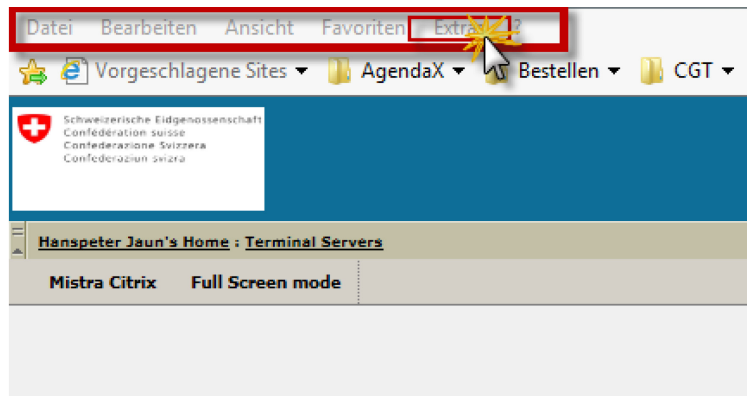 Datei Bearbeiten Ansicht Favoriten Extras ?
Vorgeschlagene Sites AgendaX Bestellen CGT
Schweizerische Eidgenossenschaft
Confédération suisse
Confederazione Svizzera
Confederaziun svizra
Hanspeter Jaun's Home : Terminal Servers
Mistra Citrix Full Screen mode